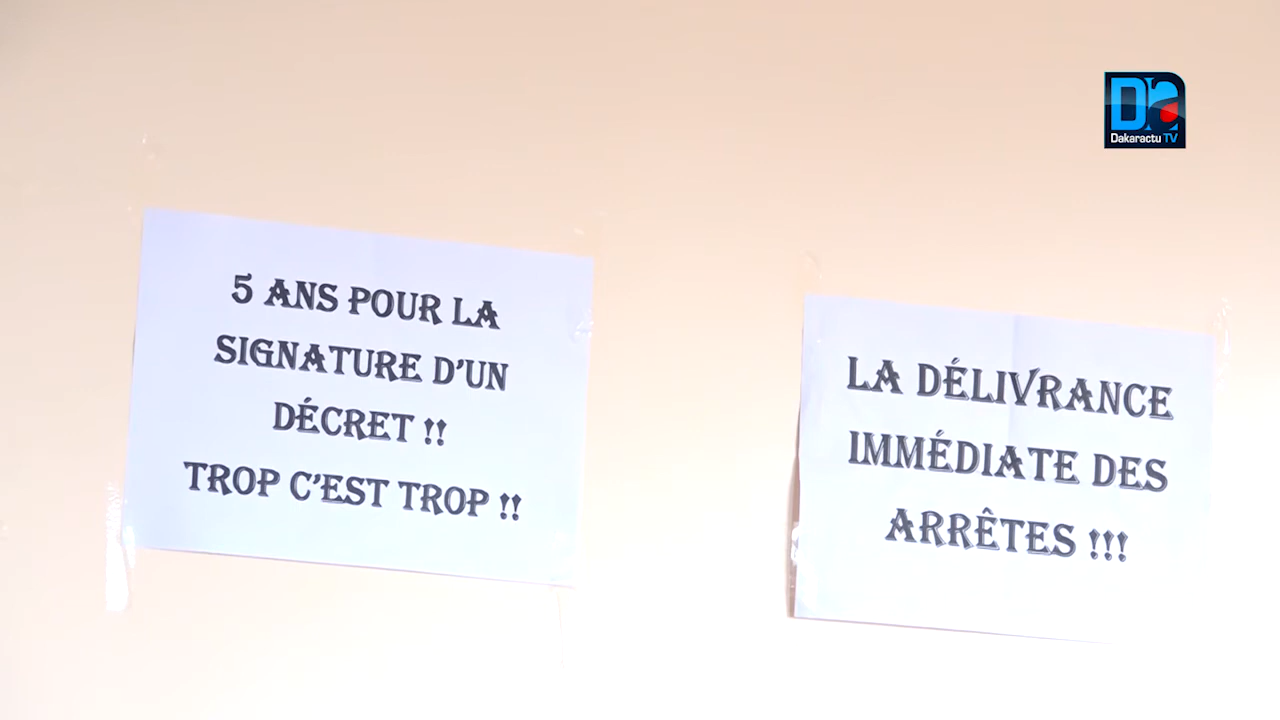 5 ANS POUR LA
SIGNATURE D'UN
DÉCRET !!
TROP C'EST TROP !!
LA DÉLIVRANCE
IMMÉDIATE DES
ARRÊTES !!!
Dakaractu TV